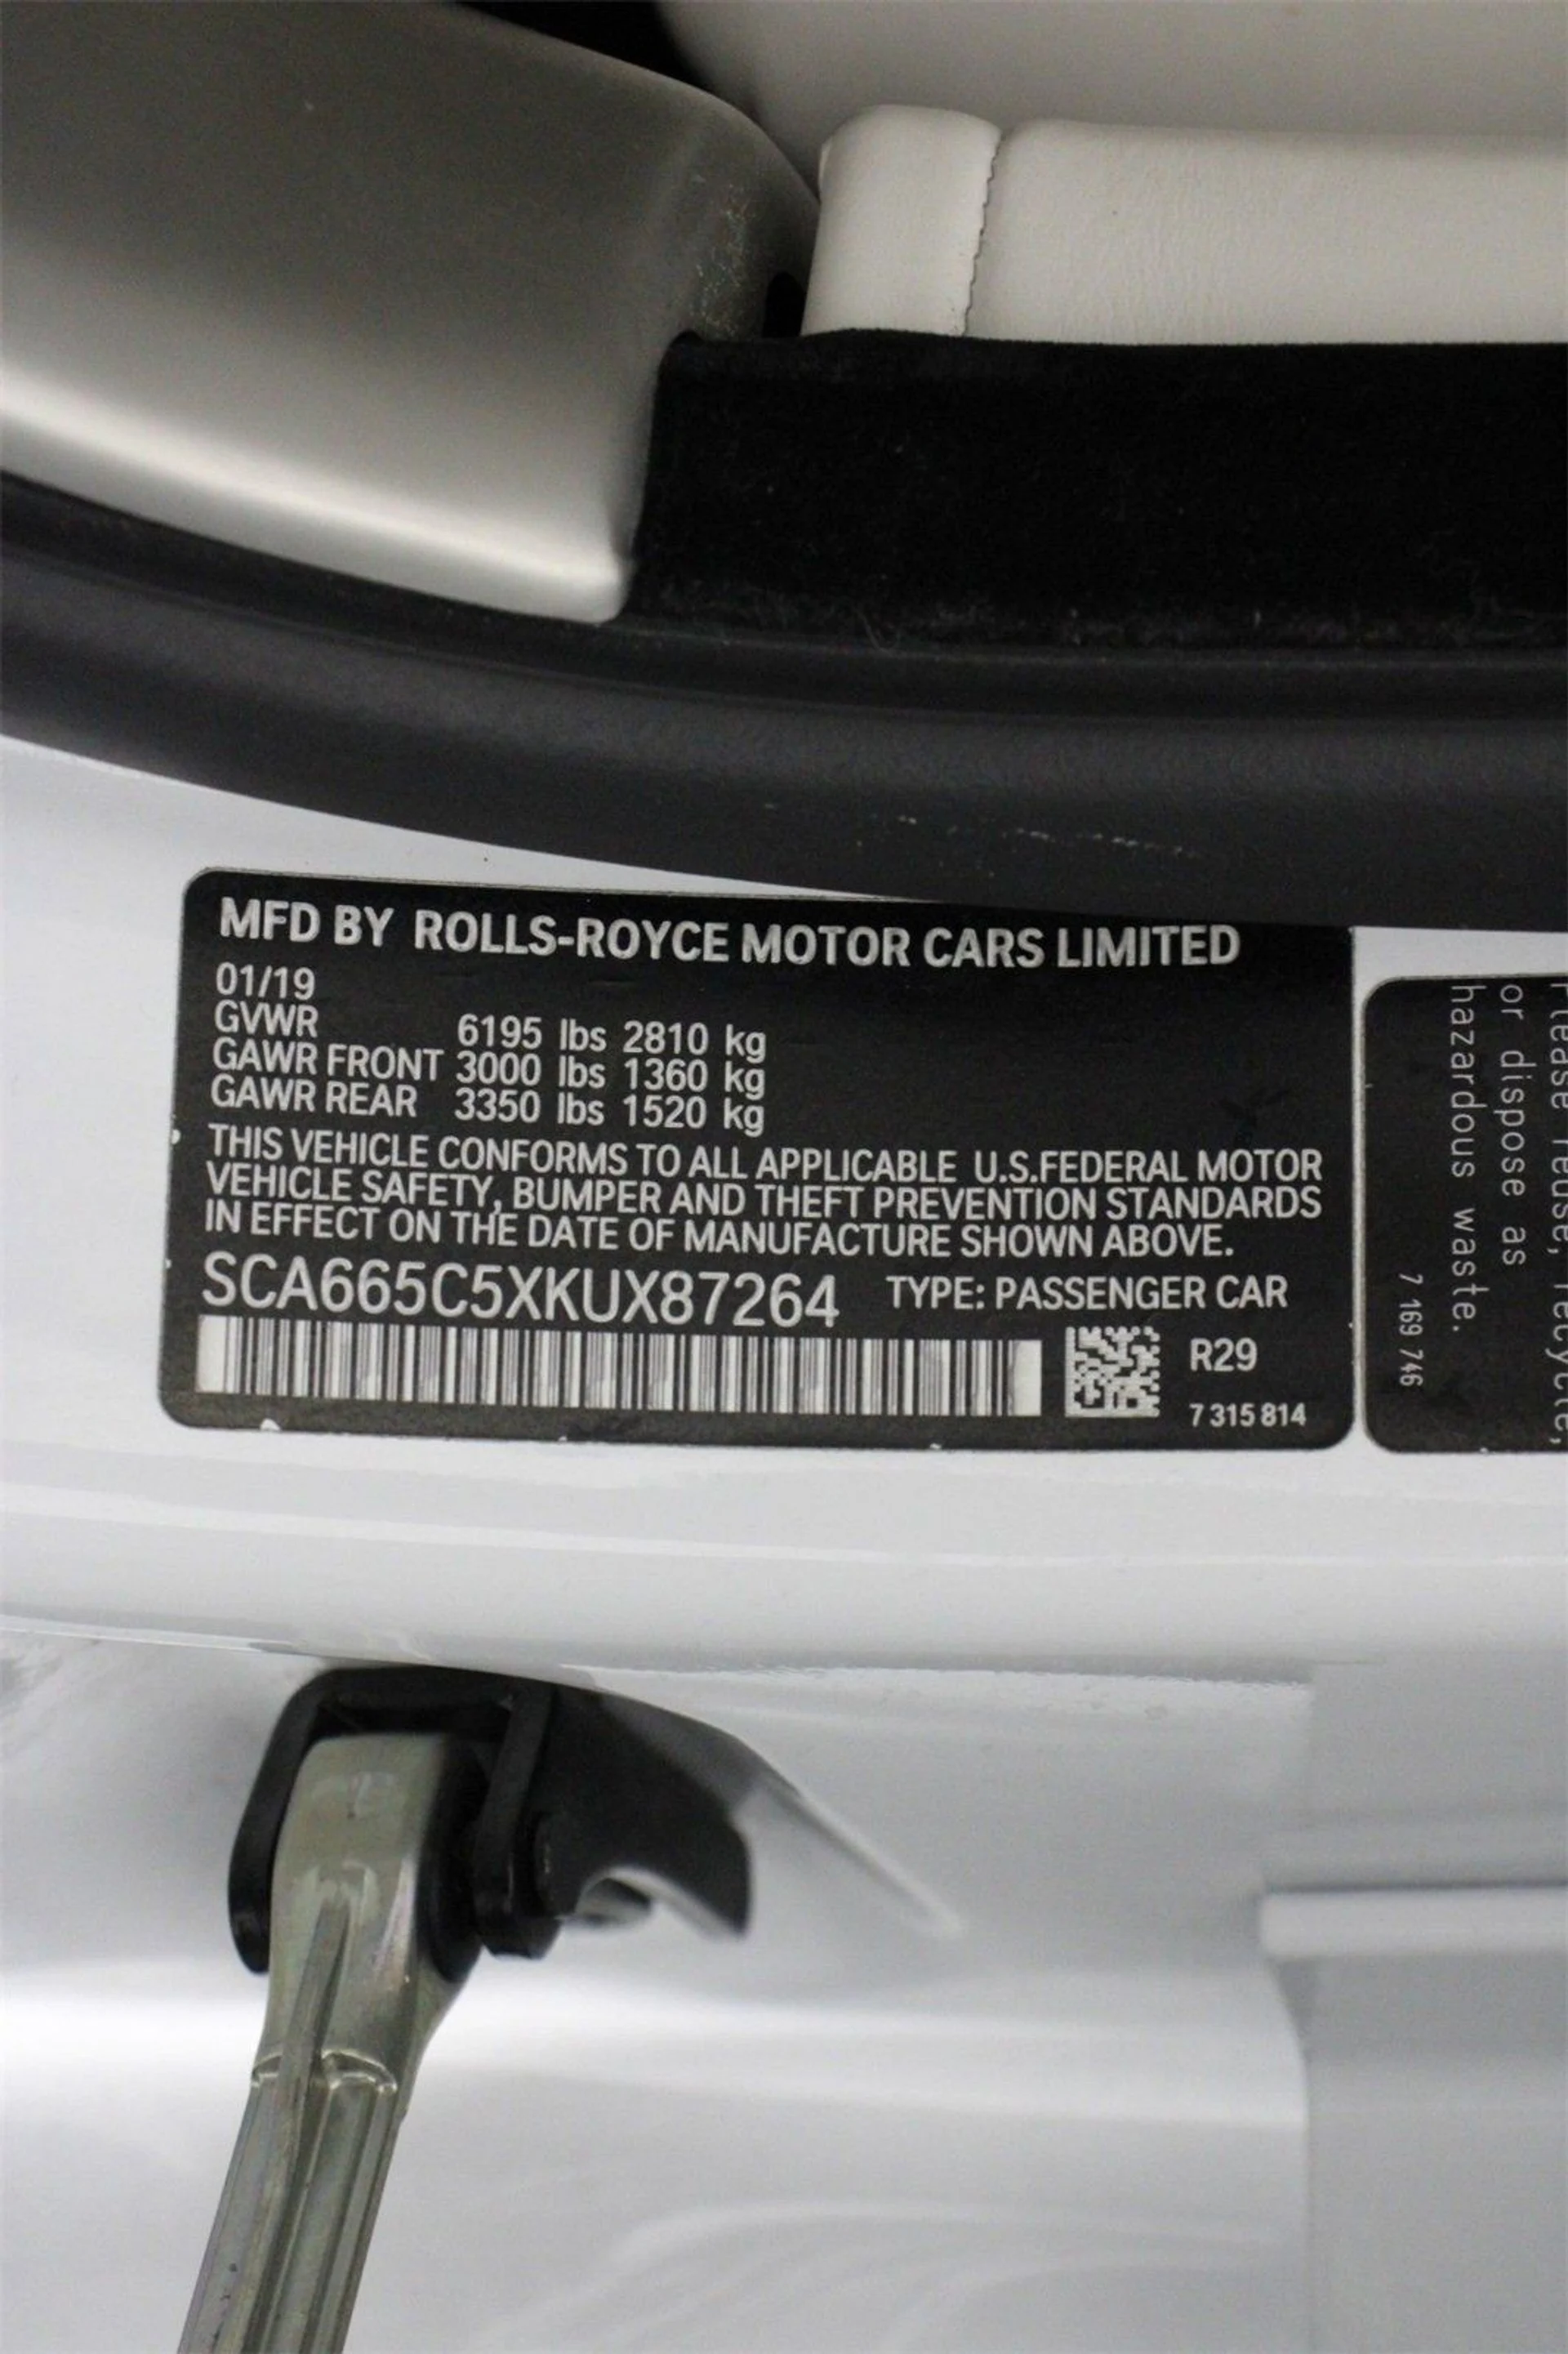 MFD BY ROLLS-ROYCE MOTOR CARS LIMITED
01/19
GVWR 6195 lbs 2810 kg
GAWR FRONT 3000 lbs 1360 kg
GAWR REAR 3350 lbs 1520 kg
THIS VEHICLE CONFORMS TO ALL APPLICABLE U.S.FEDERAL MOTOR
VEHICLE SAFETY, BUMPER AND THEFT PREVENTION STANDARDS
IN EFFECT ON THE DATE OF MANUFACTURE SHOWN ABOVE.
SCA665C5XKUX87264 TYPE: PASSENGER CAR
R29
7 315 814
Please reuse, recycle,
or dispose as
hazardous waste.
7 169 746